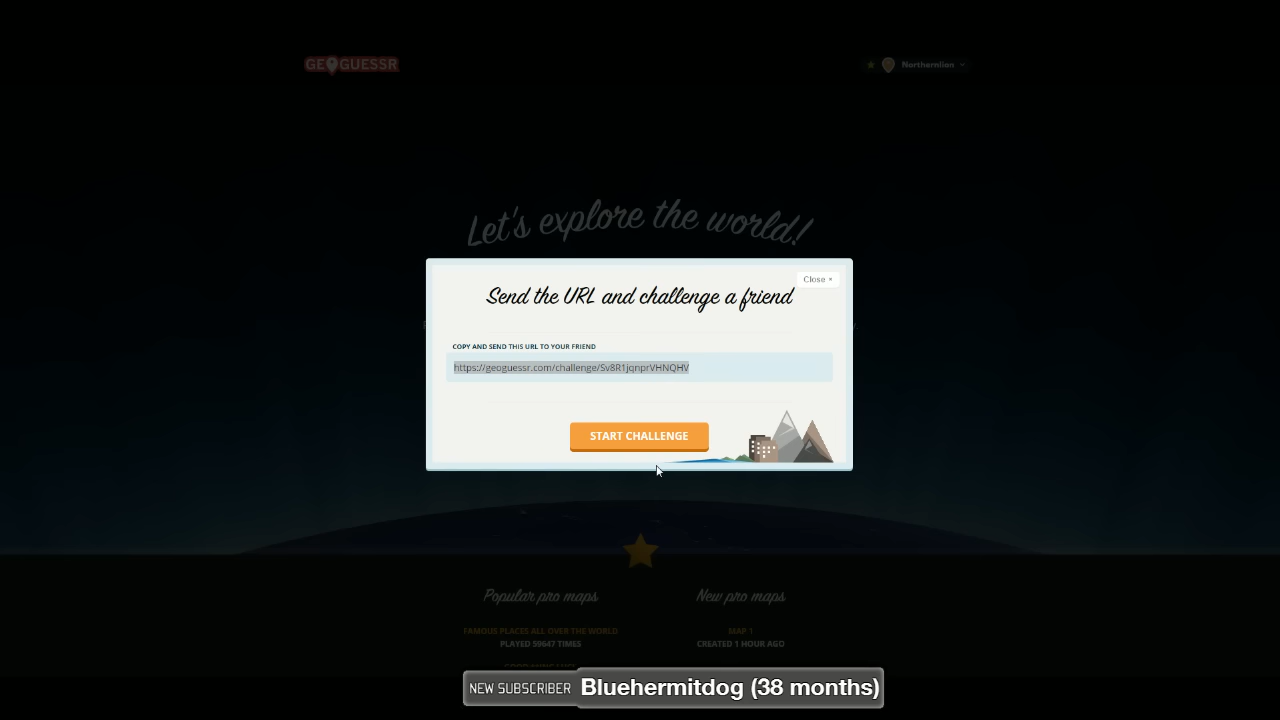 GEOGUESSR
Northernlion
Let's explore the world!
Close ×
Send the URL and challenge a friend
COPY AND SEND THIS URL TO YOUR FRIEND
https://geoguessr.com/challenge/Sv8R1jqnprVHNQHV
START CHALLENGE
Popular pro maps
New pro maps
FAMOUS PLACES ALL OVER THE WORLD
MAP 1
PLAYED 59647 TIMES
CREATED 1 HOUR AGO
NEW SUBSCRIBER Bluehermitdog (38 months)